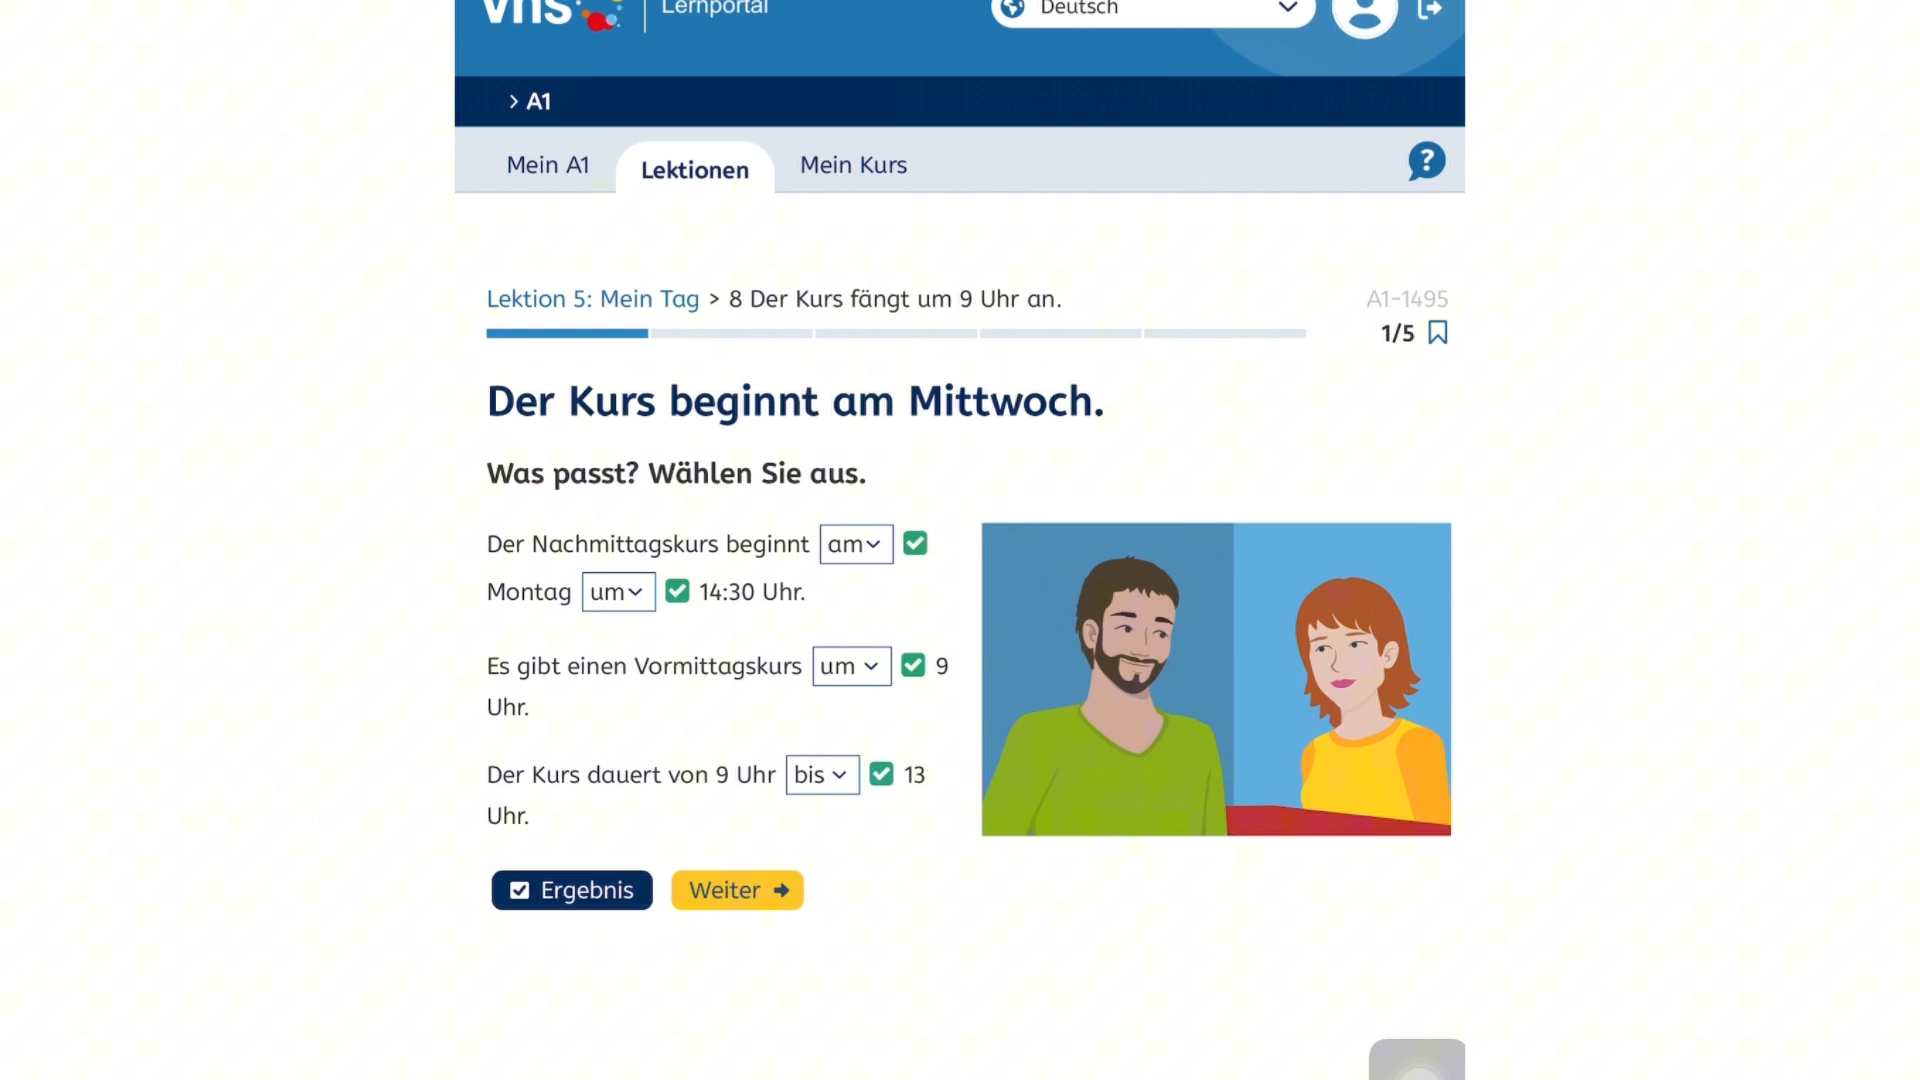 vhs Lernportal Deutsch
> A1
Mein A1 Lektionen Mein Kurs ?
Lektion 5: Mein Tag > 8 Der Kurs fängt um 9 Uhr an. A1-1495
1/5
Der Kurs beginnt am Mittwoch.
Was passt? Wählen Sie aus.
Der Nachmittagskurs beginnt am
Montag um 14:30 Uhr.
Es gibt einen Vormittagskurs um 9
Uhr.
Der Kurs dauert von 9 Uhr bis 13
Uhr.
Ergebnis Weiter